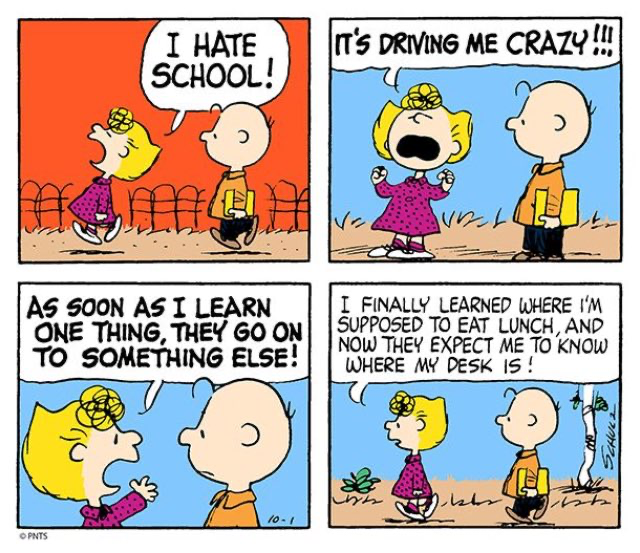 I HATE
SCHOOL!
IT'S DRIVING ME CRAZY!!!
AS SOON AS I LEARN
ONE THING, THEY GO ON
TO SOMETHING ELSE!
10-1
I FINALLY LEARNED WHERE I'M
SUPPOSED TO EAT LUNCH, AND
NOW THEY EXPECT ME TO KNOW
WHERE MY DESK IS!
SCHULZ
© PNTS